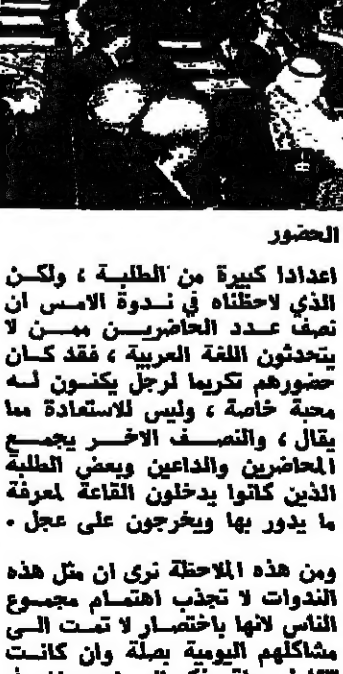 الحضور
اعدادا كبيرة من الطلبة ، ولكن
الذي لاحظناه في ندوة الامس ان
نصف عدد الحاضرين ممن لا
يتحدثون اللغة العربية ، فقد كان
حضورهم تكريما لرجل يكنون له
محبة خاصة ، وليس للاستعادة مما
يقال ، والنصف الاخر يجمع
المحاضرين والداعين وبعض الطلبة
الذين كانوا يدخلون القاعة لمعرفة
ما يدور بها ويخرجون على عجل .
ومن هذه الملاحظة نرى ان مثل هذه
الندوات لا تجذب اهتمام مجموع
الناس لانها باختصار لا تمت الى
مشاكلهم اليومية بصلة وان كانت